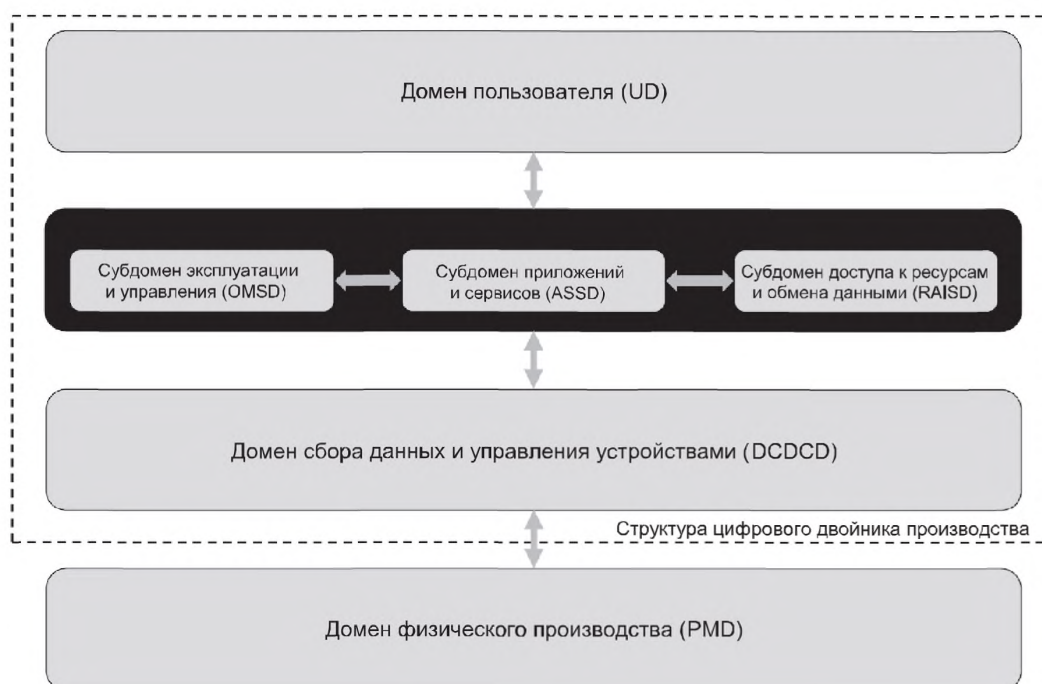 Домен пользователя (UD)
Субдомен эксплуатации
и управления (OMSD)
Субдомен приложений
и сервисов (ASSD)
Субдомен доступа к ресурсам
и обмена данными (RAISD)
Домен сбора данных и управления устройствами (DCDCD)
Структура цифрового двойника производства
Домен физического производства (PMD)